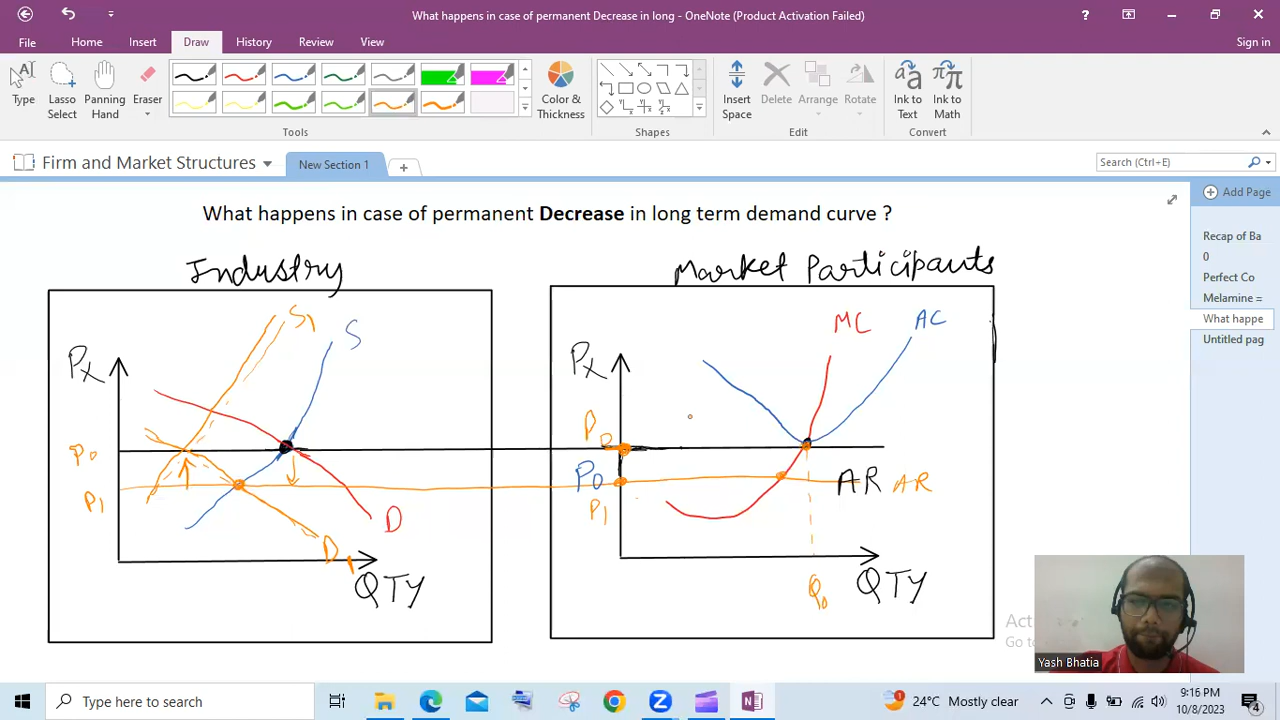 What happens in case of permanent Decrease in long - OneNote (Product Activation Failed)
File Home Insert Draw History Review View
Sign in
Type
Lasso Select
Panning Hand
Eraser
Color & Thickness
Insert Space
Delete
Arrange
Rotate
Ink to Text
Ink to Math
Tools
Shapes
Edit
Convert
Firm and Market Structures
New Section 1
Search (Ctrl+E)
Add Page
What happens in case of permanent Decrease in long term demand curve ?
Recap of Ba
0
Perfect Co
Melamine =
What happe
Untitled pag
Industry
S1
S
PX
P0
P1
D
D1
QTY
Market Participants
MC
AC
PX
P0
P1
AR
AR
Q0
QTY
Act
Go to
Yash Bhatia
Type here to search
24°C Mostly clear
9:16 PM
10/8/2023
4